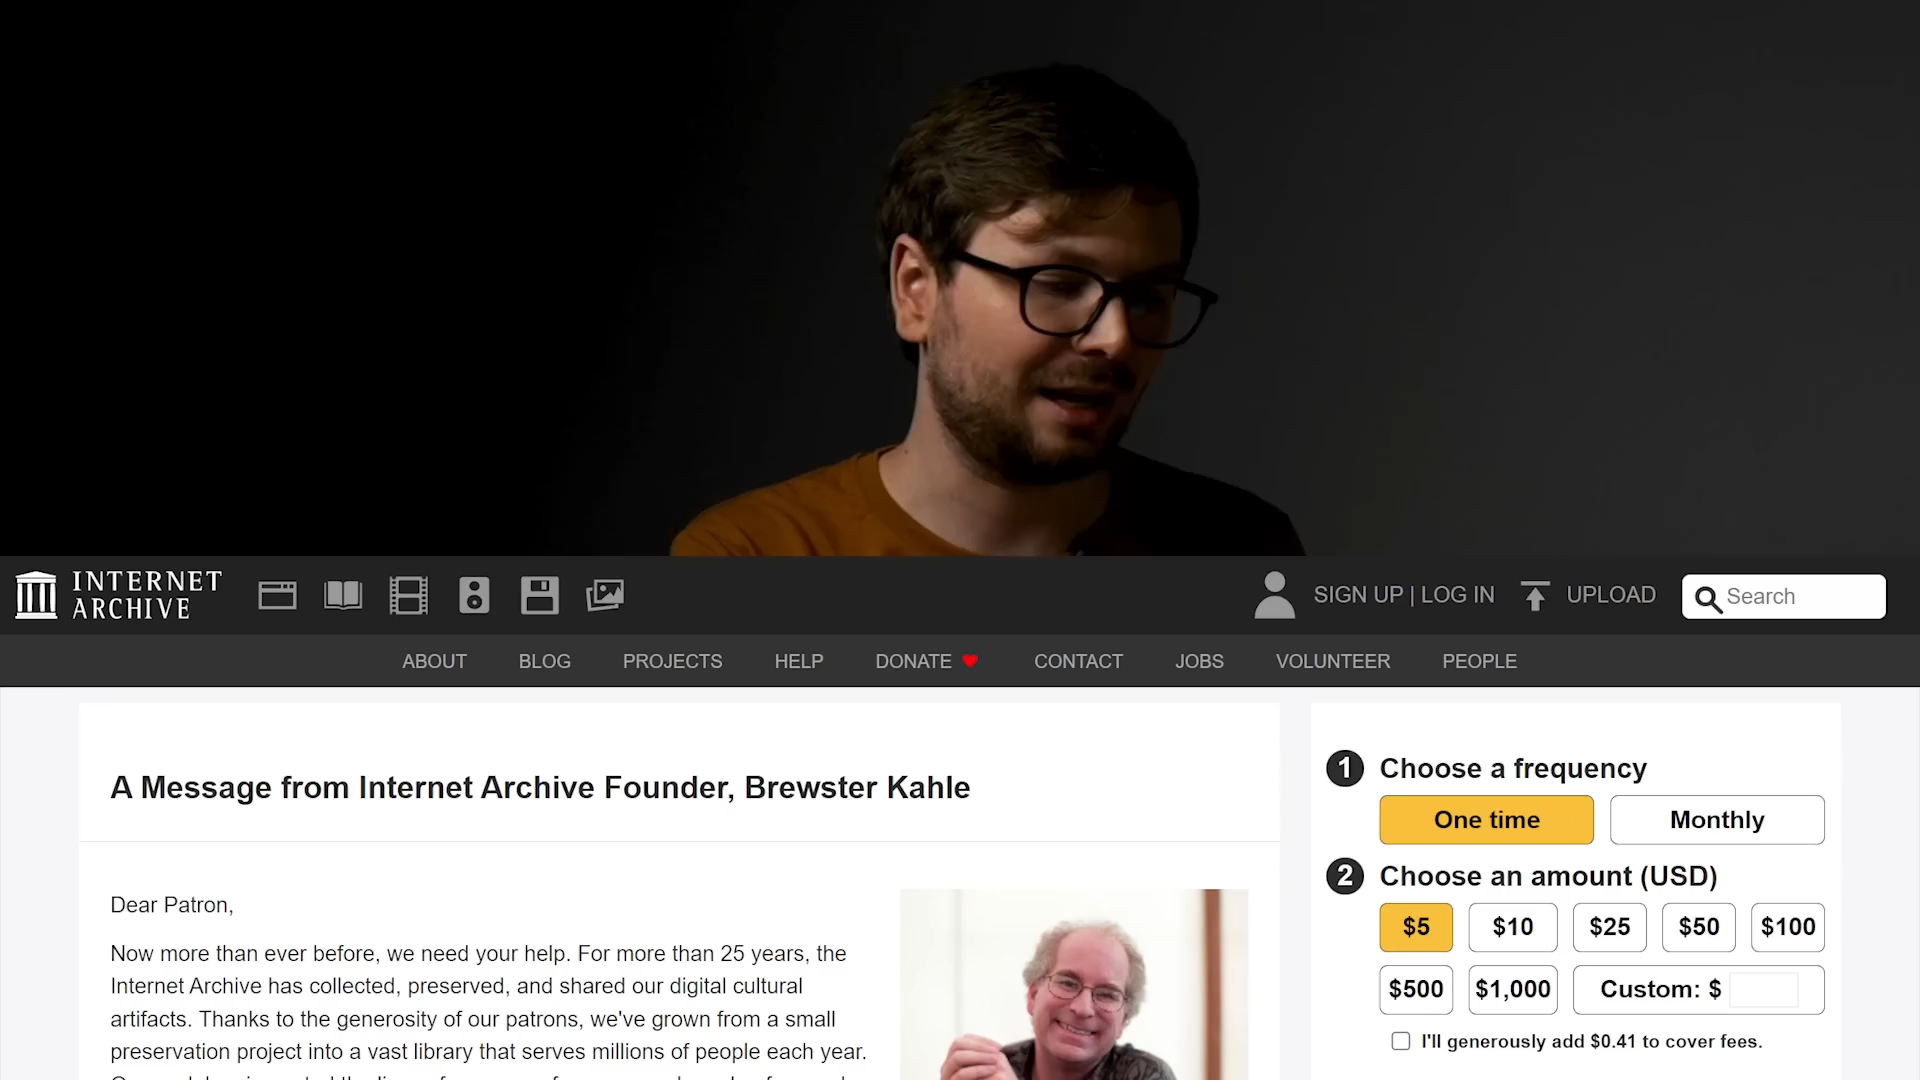 INTERNET
ARCHIVE
SIGN UP | LOG IN
UPLOAD
Search
ABOUT
BLOG
PROJECTS
HELP
DONATE
CONTACT
JOBS
VOLUNTEER
PEOPLE
A Message from Internet Archive Founder, Brewster Kahle
Dear Patron,
Now more than ever before, we need your help. For more than 25 years, the
Internet Archive has collected, preserved, and shared our digital cultural
artifacts. Thanks to the generosity of our patrons, we've grown from a small
preservation project into a vast library that serves millions of people each year.
1 Choose a frequency
One time
Monthly
2 Choose an amount (USD)
$5
$10
$25
$50
$100
$500
$1,000
Custom: $
I'll generously add $0.41 to cover fees.